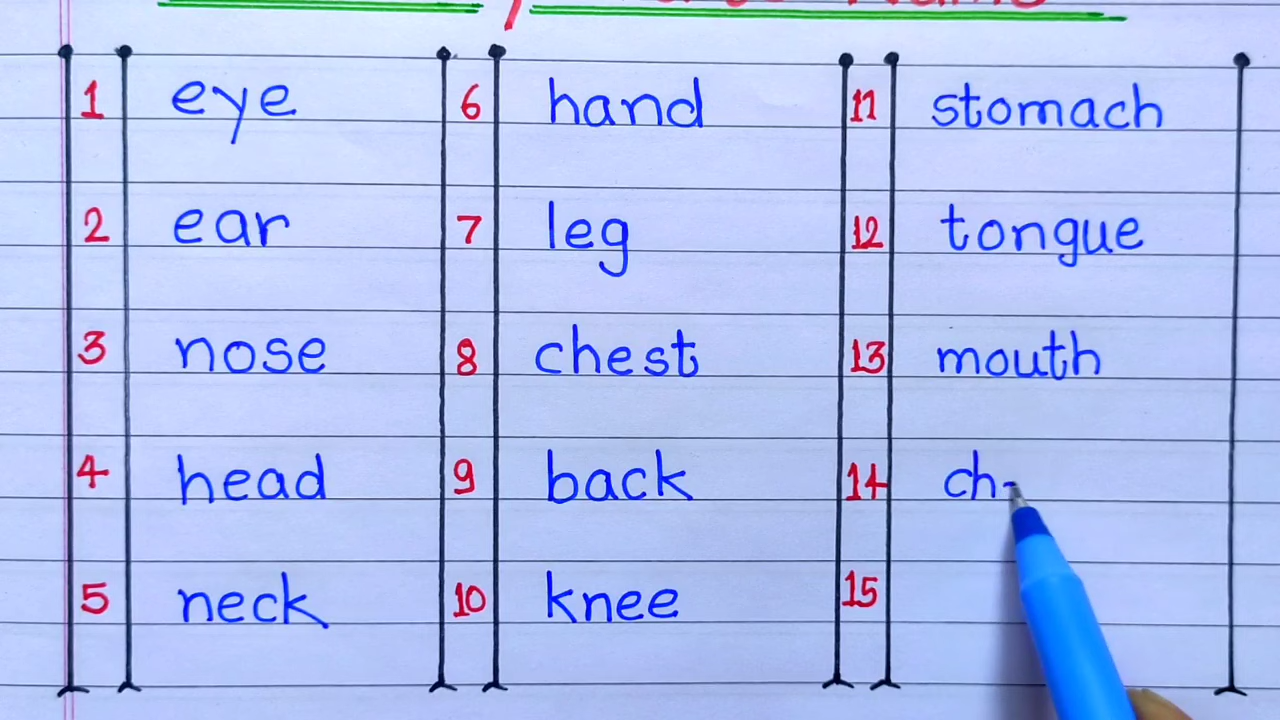 1 eye 6 hand 11 stomach
2 ear 7 leg 12 tongue
3 nose 8 chest 13 mouth
4 head 9 back 14 ch
5 neck 10 knee 15